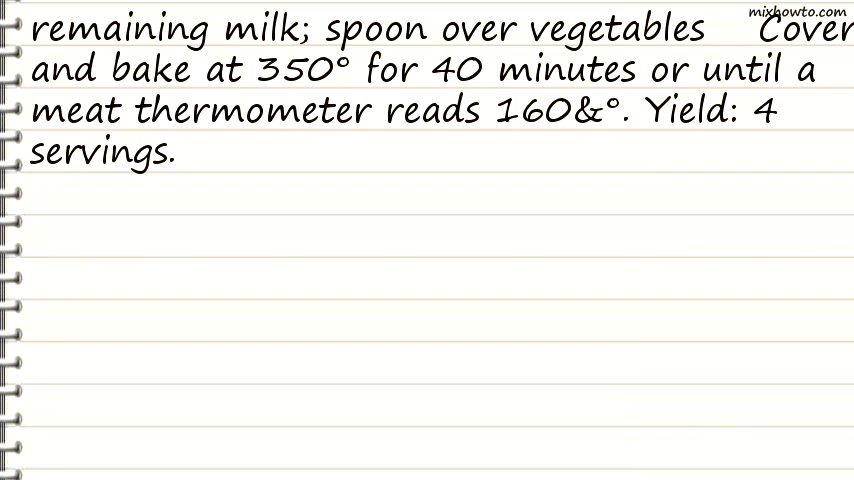 mixhowto.com
remaining milk; spoon over vegetables Cover
and bake at 350° for 40 minutes or until a
meat thermometer reads 160&°. Yield: 4
servings.